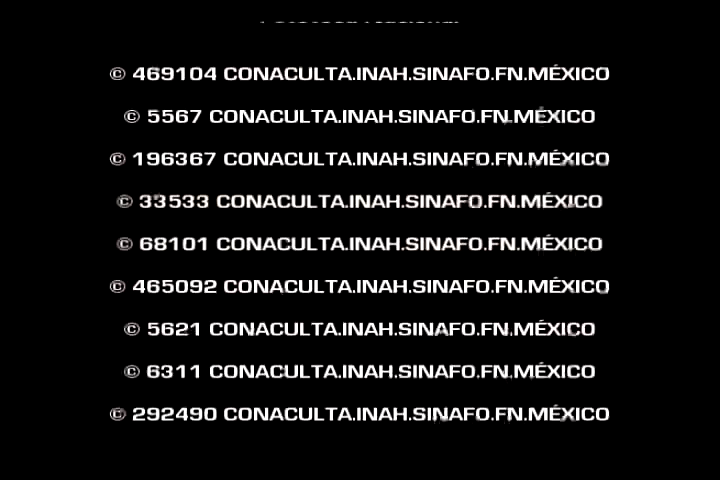 © 469104 CONACULTA.INAH.SINAFO.FN.MÉXICO
© 5567 CONACULTA.INAH.SINAFO.FN.MÉXICO
© 196367 CONACULTA.INAH.SINAFO.FN.MÉXICO
© 33533 CONACULTA.INAH.SINAFO.FN.MÉXICO
© 68101 CONACULTA.INAH.SINAFO.FN.MÉXICO
© 465092 CONACULTA.INAH.SINAFO.FN.MÉXICO
© 5621 CONACULTA.INAH.SINAFO.FN.MÉXICO
© 6311 CONACULTA.INAH.SINAFO.FN.MÉXICO
© 292490 CONACULTA.INAH.SINAFO.FN.MÉXICO